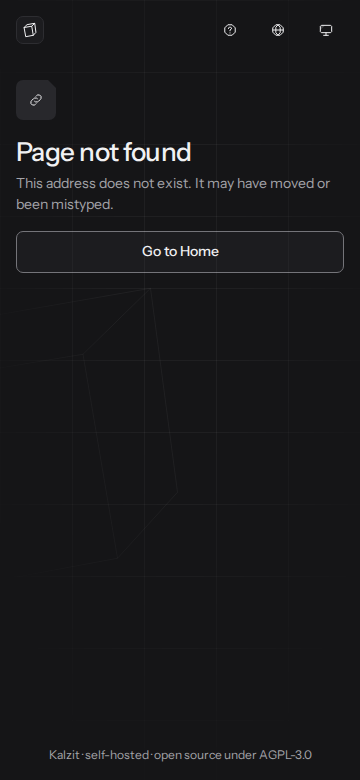 Page not found
This address does not exist. It may have moved or
been mistyped.
Go to Home
Kalzit · self-hosted · open source under AGPL-3.0